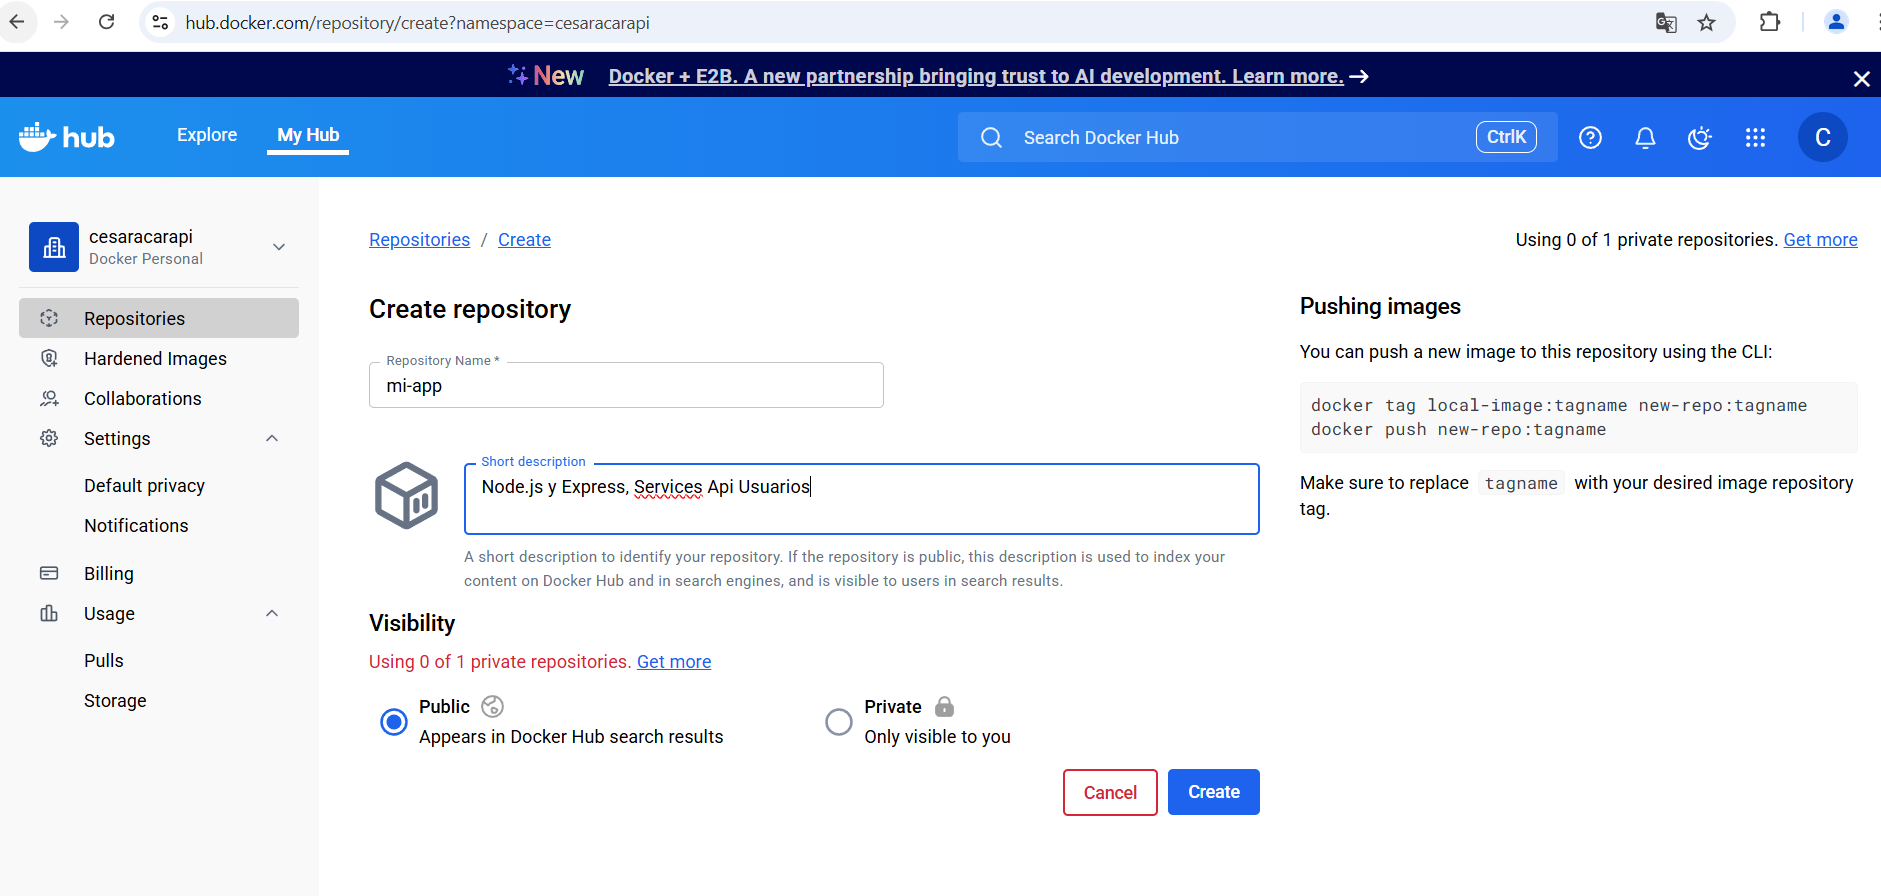 hub.docker.com/repository/create?namespace=cesaracarapi
New Docker + E2B. A new partnership bringing trust to AI development. Learn more. →
hub
Explore
My Hub
Search Docker Hub
CtrlK
C
cesaracarapi
Docker Personal
Repositories
Hardened Images
Collaborations
Settings
Default privacy
Notifications
Billing
Usage
Pulls
Storage
Repositories / Create
Using 0 of 1 private repositories. Get more
Create repository
Repository Name *
mi-app
Short description
Node.js y Express, Services Api Usuarios
A short description to identify your repository. If the repository is public, this description is used to index your
content on Docker Hub and in search engines, and is visible to users in search results.
Visibility
Using 0 of 1 private repositories. Get more
Public
Appears in Docker Hub search results
Private
Only visible to you
Cancel
Create
Pushing images
You can push a new image to this repository using the CLI:
docker tag local-image:tagname new-repo:tagname
docker push new-repo:tagname
Make sure to replace tagname with your desired image repository
tag.